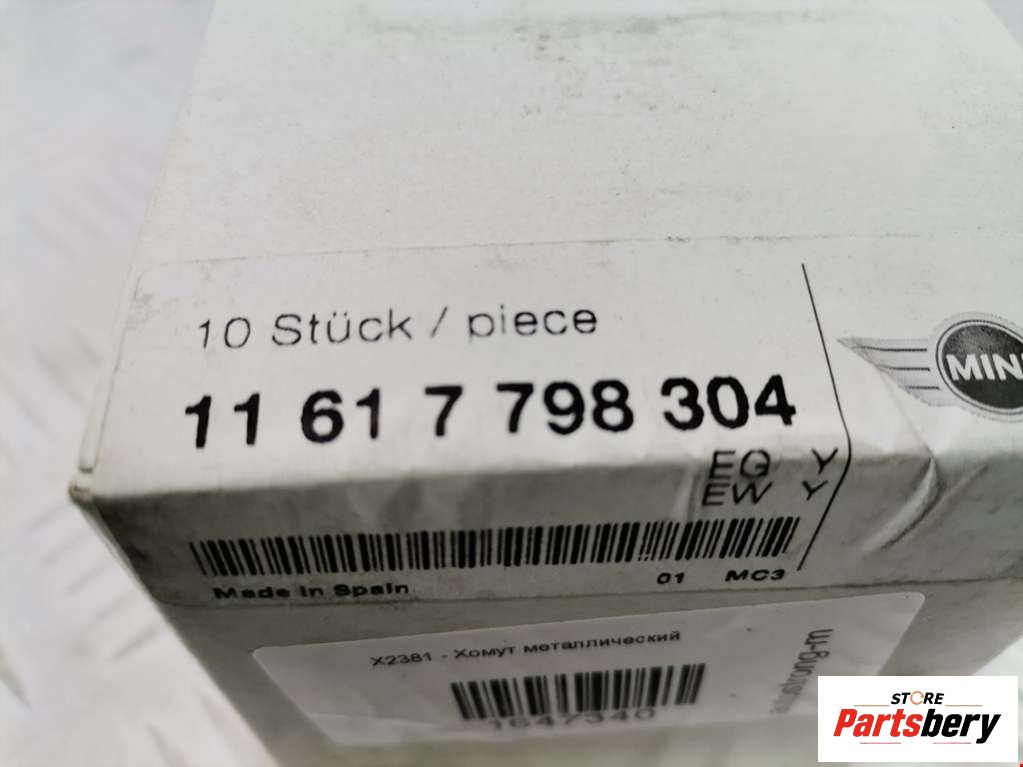 10 Stück / piece
11 61 7 798 304
MINI
EQ Y
EW Y
Made in Spain 01 MC3
X2381 - Хомут металлический
1647340
STORE
Partsbery